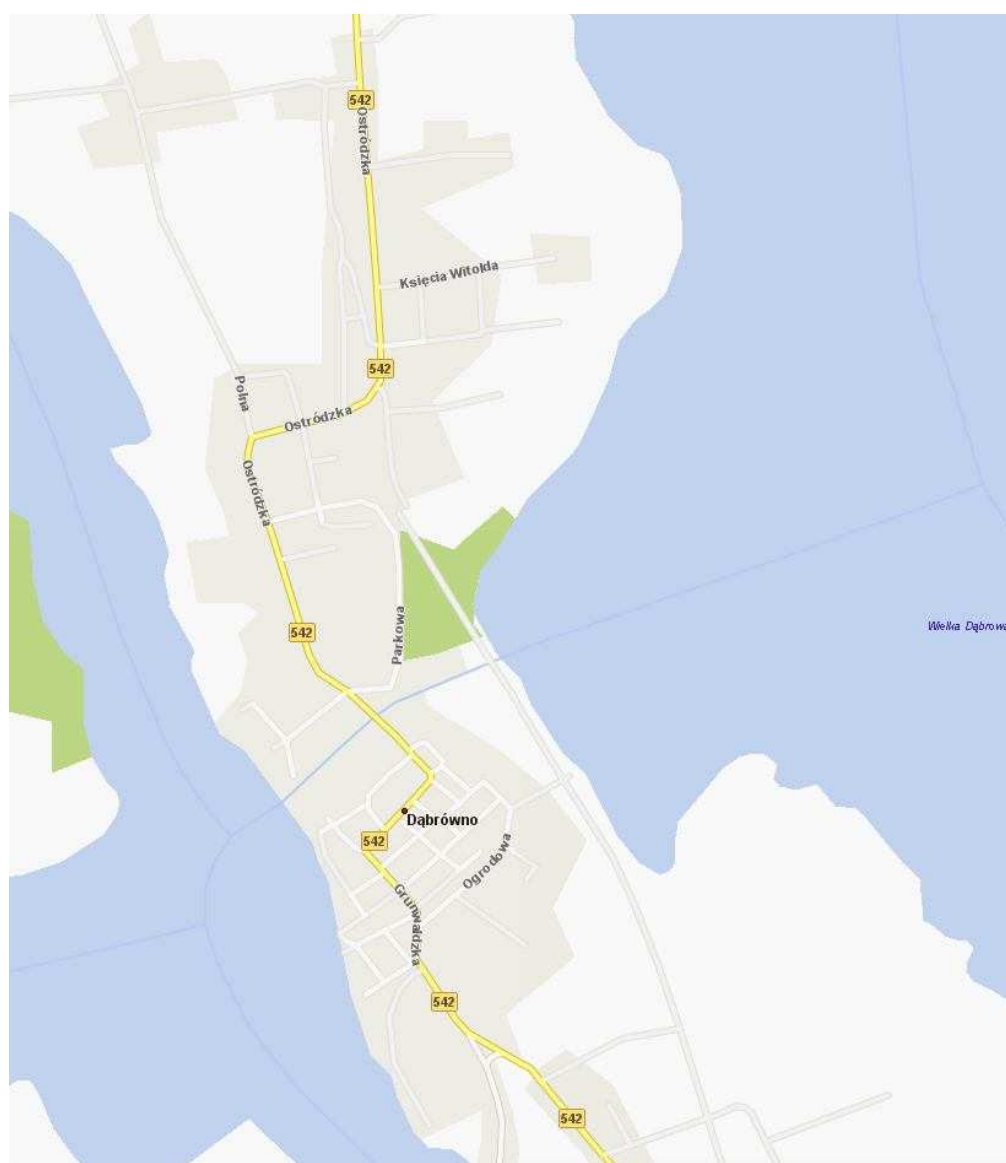 542
Ostródzka
Księcia Witolda
542
Polna
Ostródzka
Ostródzka
Parkowa
542
Wielka Dąbrowa
Dąbrówno
542
Ogrodowa
Grunwaldzka
542
542